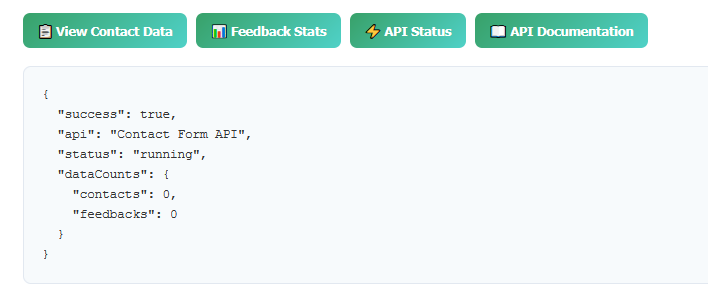 📋 View Contact Data 📊 Feedback Stats ⚡ API Status 📖 API Documentation
{
  "success": true,
  "api": "Contact Form API",
  "status": "running",
  "dataCounts": {
    "contacts": 0,
    "feedbacks": 0
  }
}